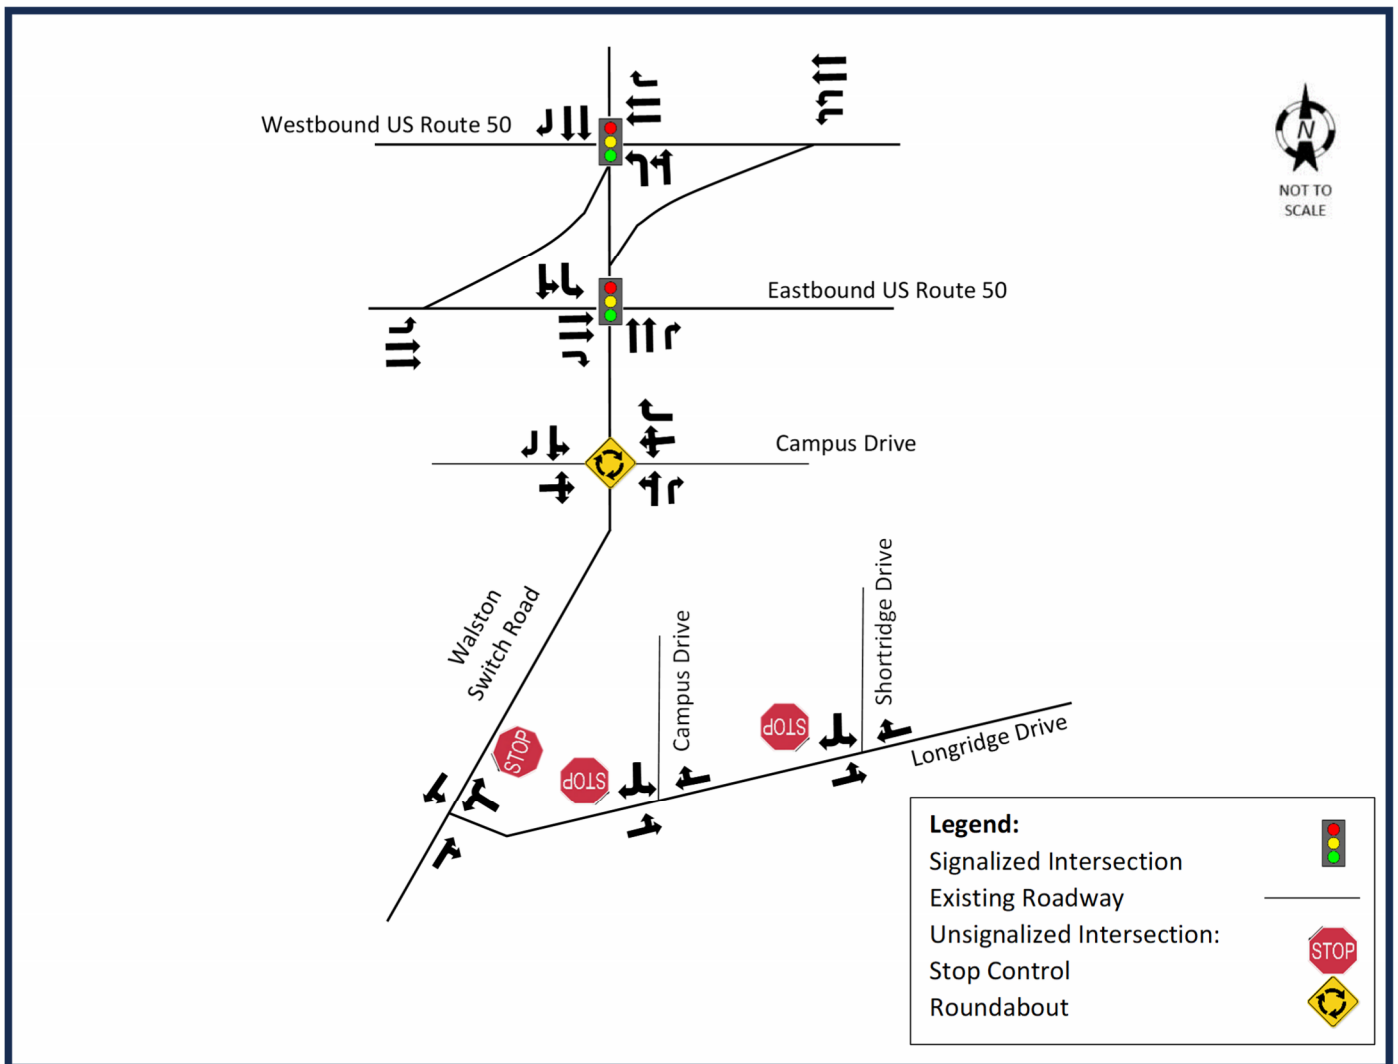 Westbound US Route 50
N
NOT TO
SCALE
Eastbound US Route 50
Campus Drive
Walston
Switch Road
Campus Drive
Shortridge Drive
STOP
STOP
STOP
Longridge Drive
Legend:
Signalized Intersection
Existing Roadway
Unsignalized Intersection:
Stop Control
STOP
Roundabout